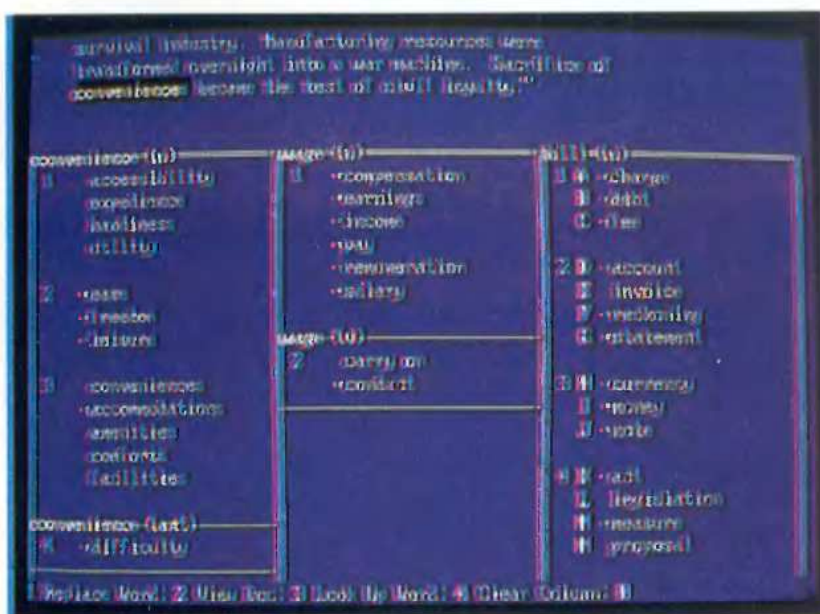 survival industry. Manufacturing resources were
transformed overnight into a war machine. Sacrifice of
conveniences became the test of civil loyalty."
convenience (n)
1 accessibility
expedience
handiness
utility
2 •ease
•freedom
•leisure
3 conveniences
•accommodations
amenities
comforts
facilities
convenience (ant)
4 •difficulty
wage (n)
1 •compensation
•earnings
•income
•pay
•remuneration
•salary
wage (v)
2 carry on
•conduct
bill (n)
1 A •charge
B •debt
C •fee
2 D •account
E invoice
F •reckoning
G •statement
3 H •currency
I •money
J •note
4 K •act
L legislation
M •measure
N proposal
1 Replace Word; 2 View Doc; 3 Look Up Word; 4 Clear Column: